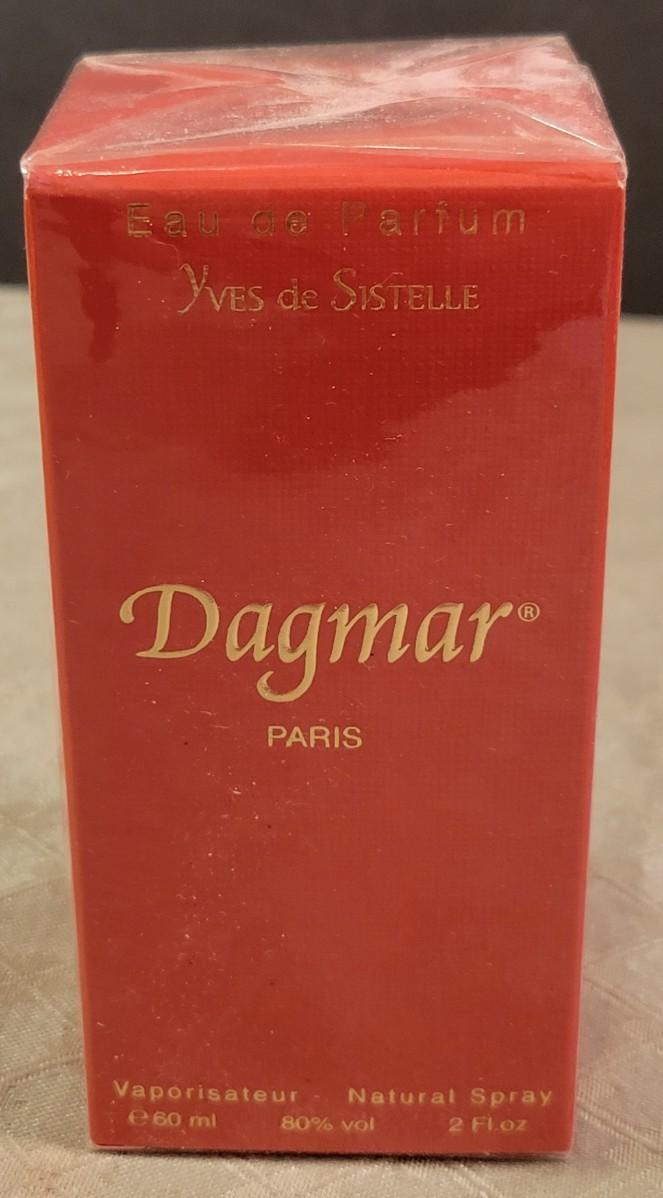 Eau de Parfum
Yves de Sistelle
Dagmar®
PARIS
Vaporisateur - Natural Spray
℮ 60 ml 80% vol 2 Fl.oz